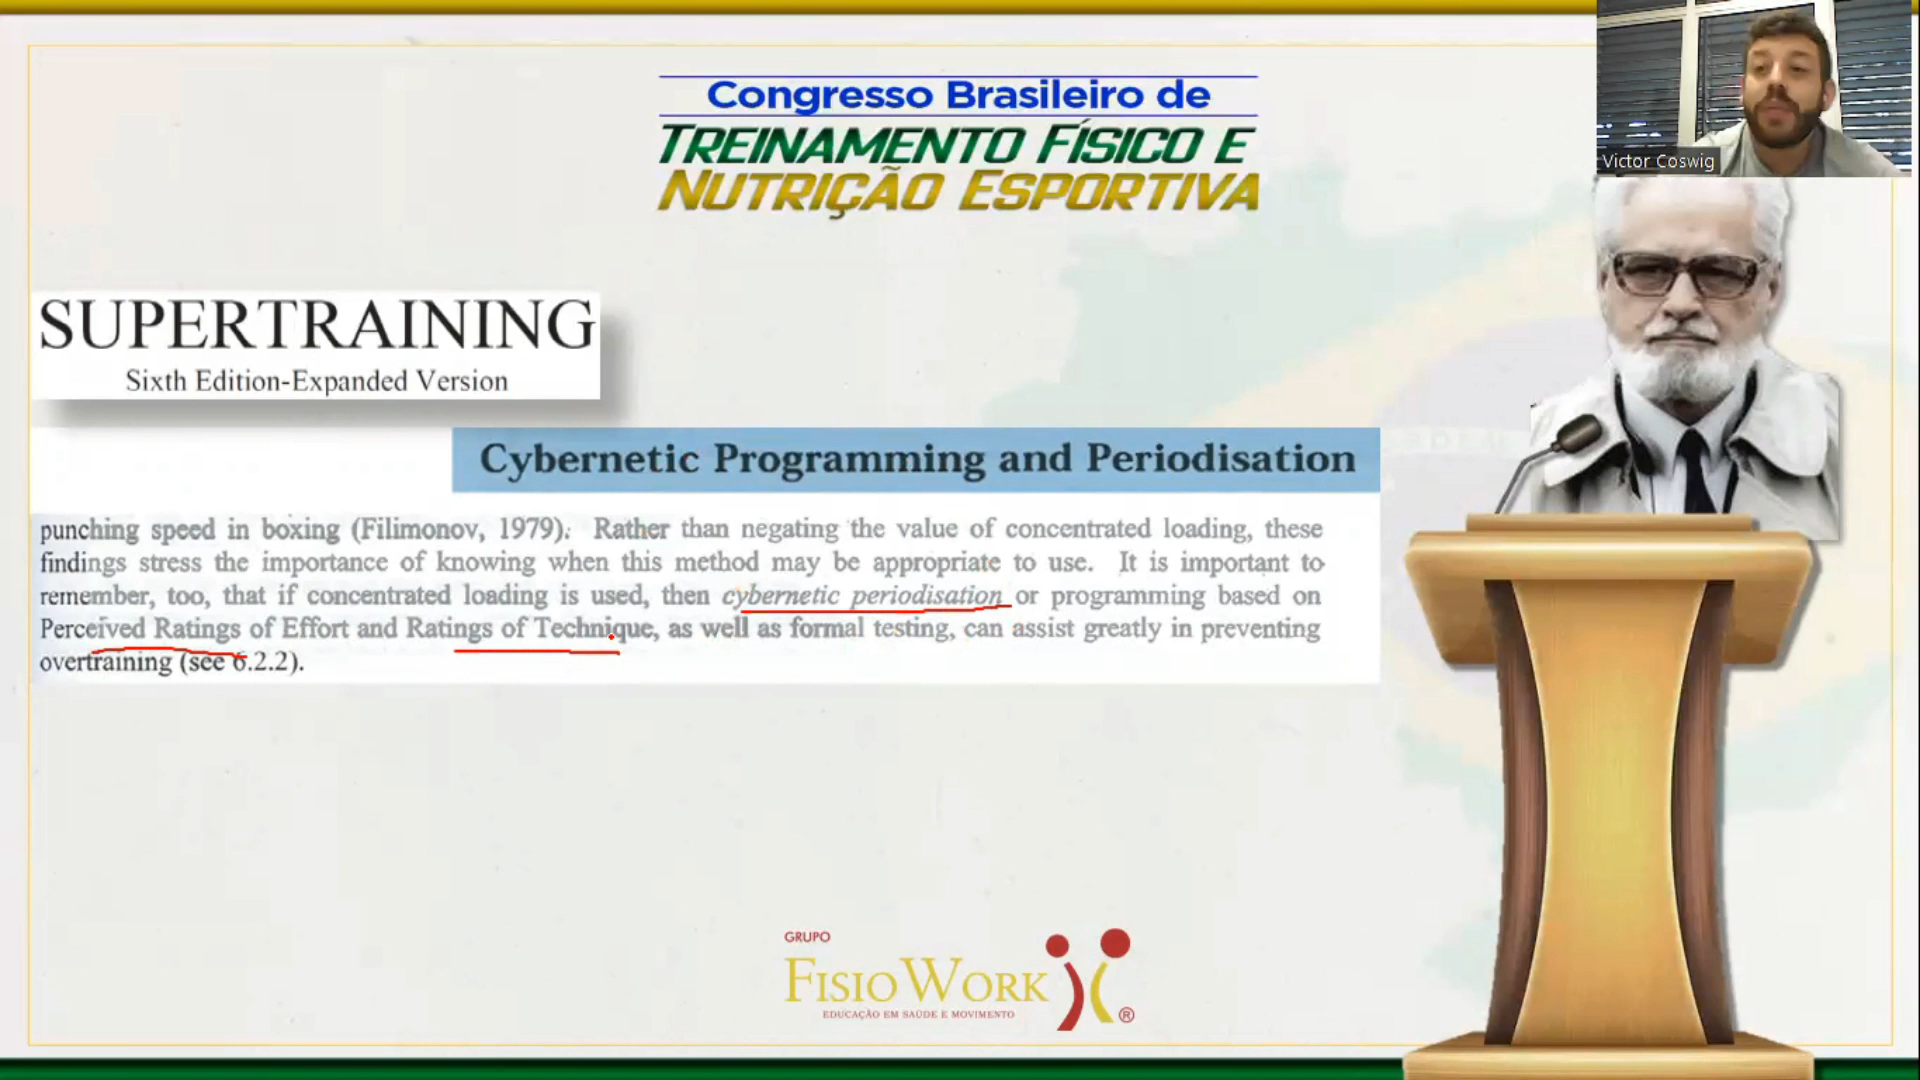 Congresso Brasileiro de
TREINAMENTO FÍSICO E
NUTRIÇÃO ESPORTIVA
Victor Coswig
SUPERTRAINING
Sixth Edition-Expanded Version
Cybernetic Programming and Periodisation
punching speed in boxing (Filimonov, 1979). Rather than negating the value of concentrated loading, these
findings stress the importance of knowing when this method may be appropriate to use. It is important to
remember, too, that if concentrated loading is used, then cybernetic periodisation or programming based on
Perceived Ratings of Effort and Ratings of Technique, as well as formal testing, can assist greatly in preventing
overtraining (see 6.2.2).
GRUPO
FISIOWORK
EDUCAÇÃO EM SAÚDE E MOVIMENTO
®